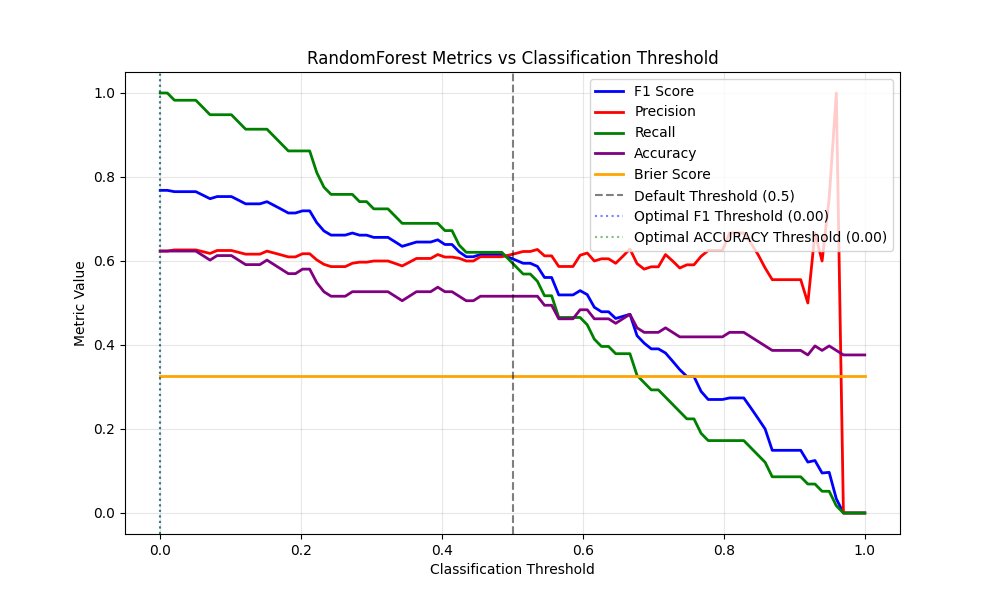 RandomForest Metrics vs Classification Threshold
Metric Value
1.0
0.8
0.6
0.4
0.2
0.0
F1 Score
Precision
Recall
Accuracy
Brier Score
Default Threshold (0.5)
Optimal F1 Threshold (0.00)
Optimal ACCURACY Threshold (0.00)
0.0 0.2 0.4 0.6 0.8 1.0
Classification Threshold